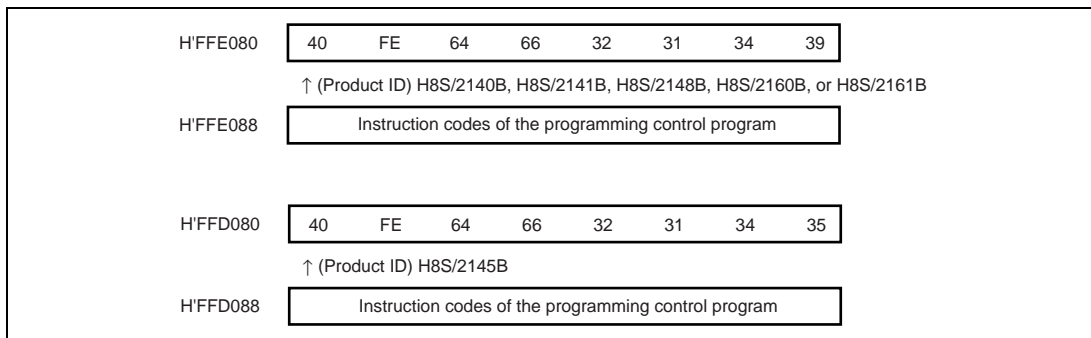 H'FFE080 40 FE 64 66 32 31 34 39
↑ (Product ID) H8S/2140B, H8S/2141B, H8S/2148B, H8S/2160B, or H8S/2161B
H'FFE088 Instruction codes of the programming control program
H'FFD080 40 FE 64 66 32 31 34 35
↑ (Product ID) H8S/2145B
H'FFD088 Instruction codes of the programming control program